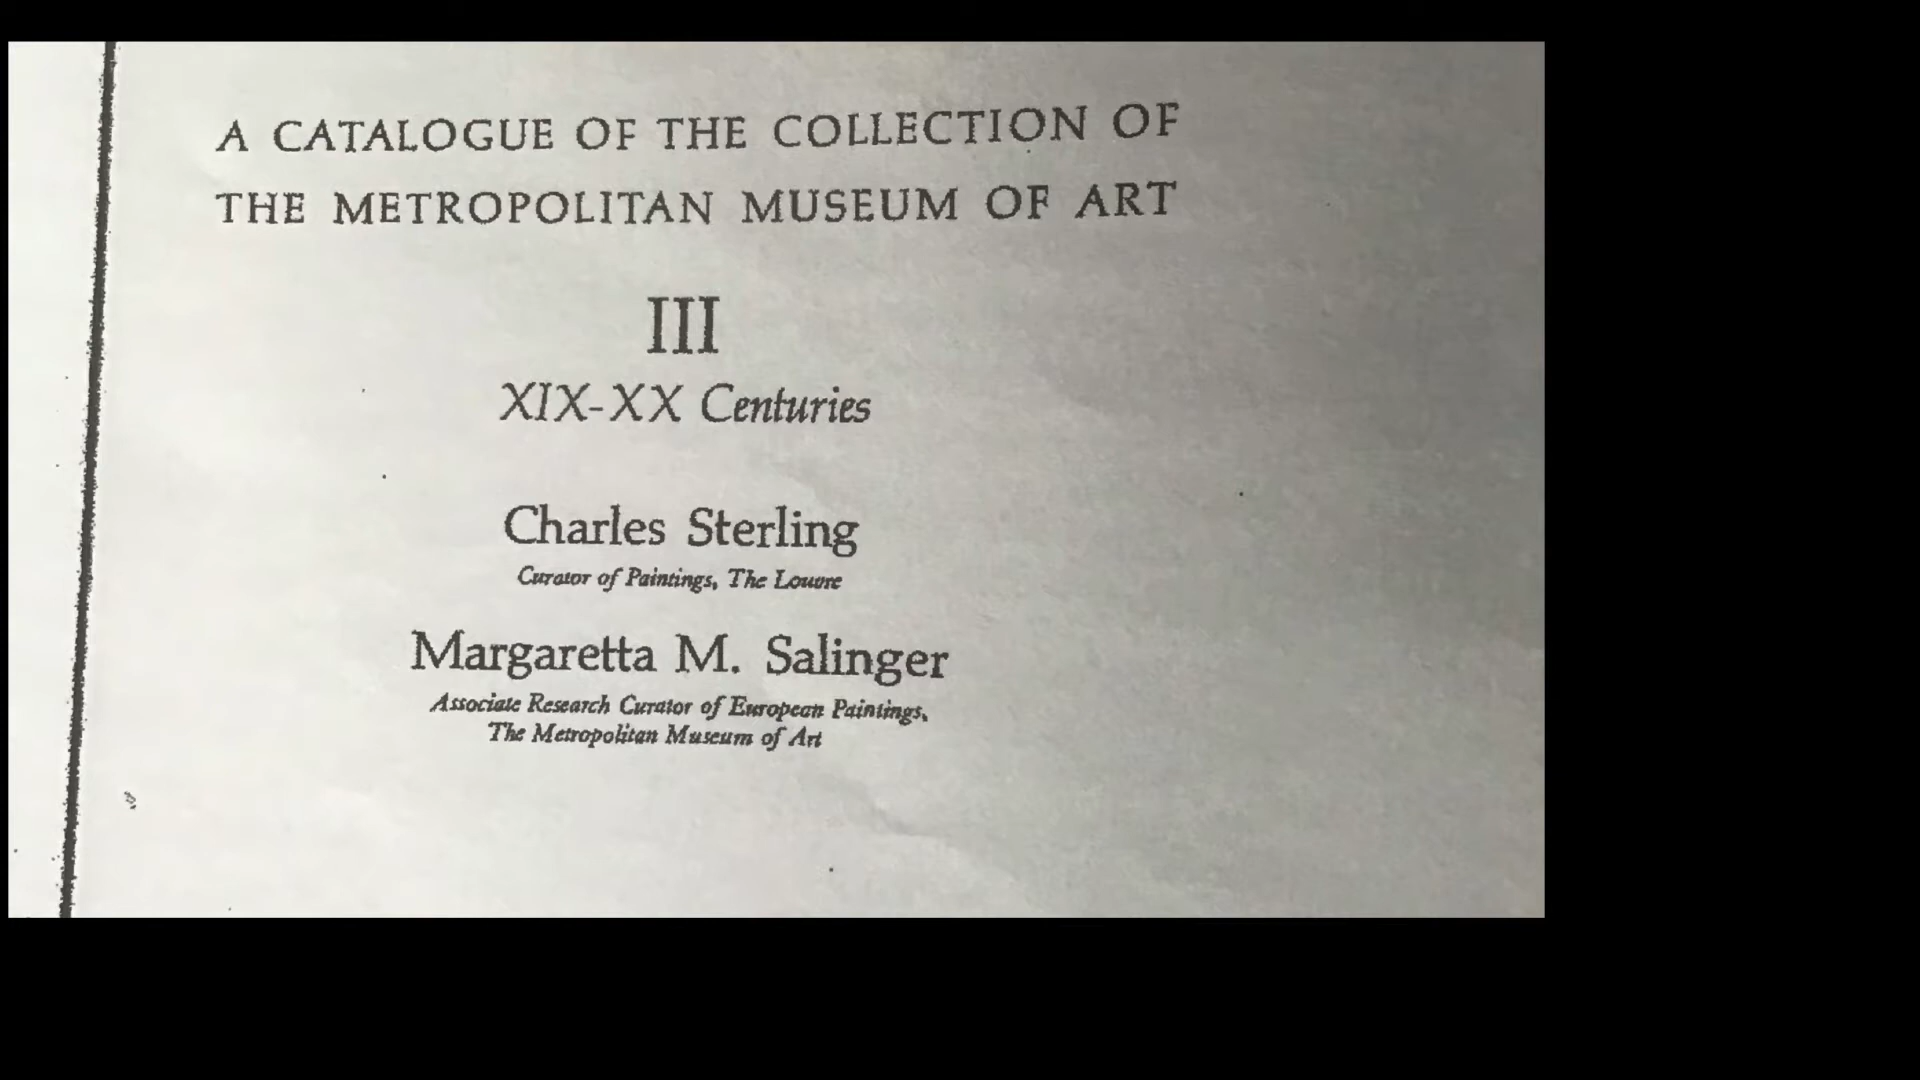 A CATALOGUE OF THE COLLECTION OF
THE METROPOLITAN MUSEUM OF ART
III
XIX-XX Centuries
Charles Sterling
Curator of Paintings, The Louvre
Margaretta M. Salinger
Associate Research Curator of European Paintings,
The Metropolitan Museum of Art